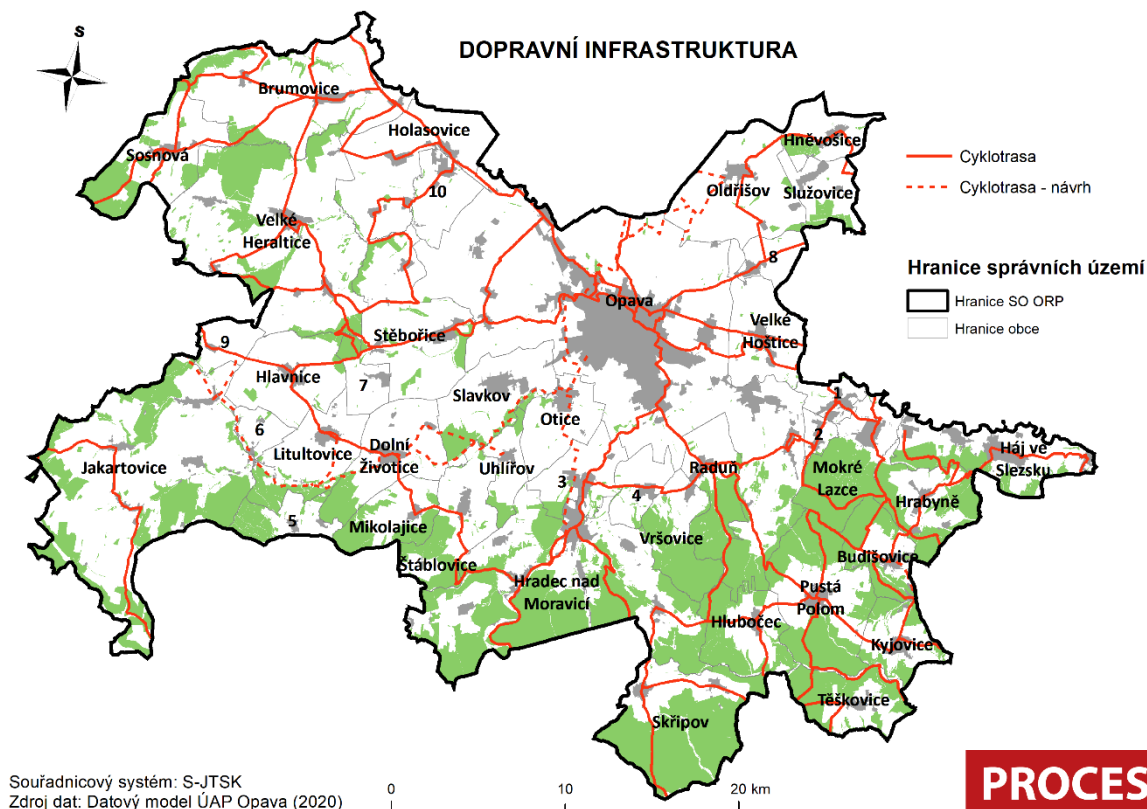 S
DOPRAVNÍ INFRASTRUKTURA
Brumovice
Holasovice
Hněvošice
Sosnová
Oldřišov
Služovice
10
Velké
Heraltice
8
Opava
Velké
Hoštice
Stěbořice
9
Hlavnice
7
Slavkov
1
Otice
2
6
Litultovice
Dolní
Životice
Uhlířov
Jakartovice
Raduň
Mokré
Lazce
Háj ve
Slezsku
3
4
Hrabyně
5
Mikolajice
Vršovice
Štáblovice
Budišovice
Hradec nad
Moravicí
Pustá
Polom
Hlubočec
Kyjovice
Těškovice
Skřipov
Cyklotrasa
Cyklotrasa - návrh
Hranice správních území
Hranice SO ORP
Hranice obce
Souřadnicový systém: S-JTSK
Zdroj dat: Datový model ÚAP Opava (2020)
0 10 20 km
PROCES